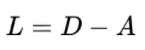 L = D − A